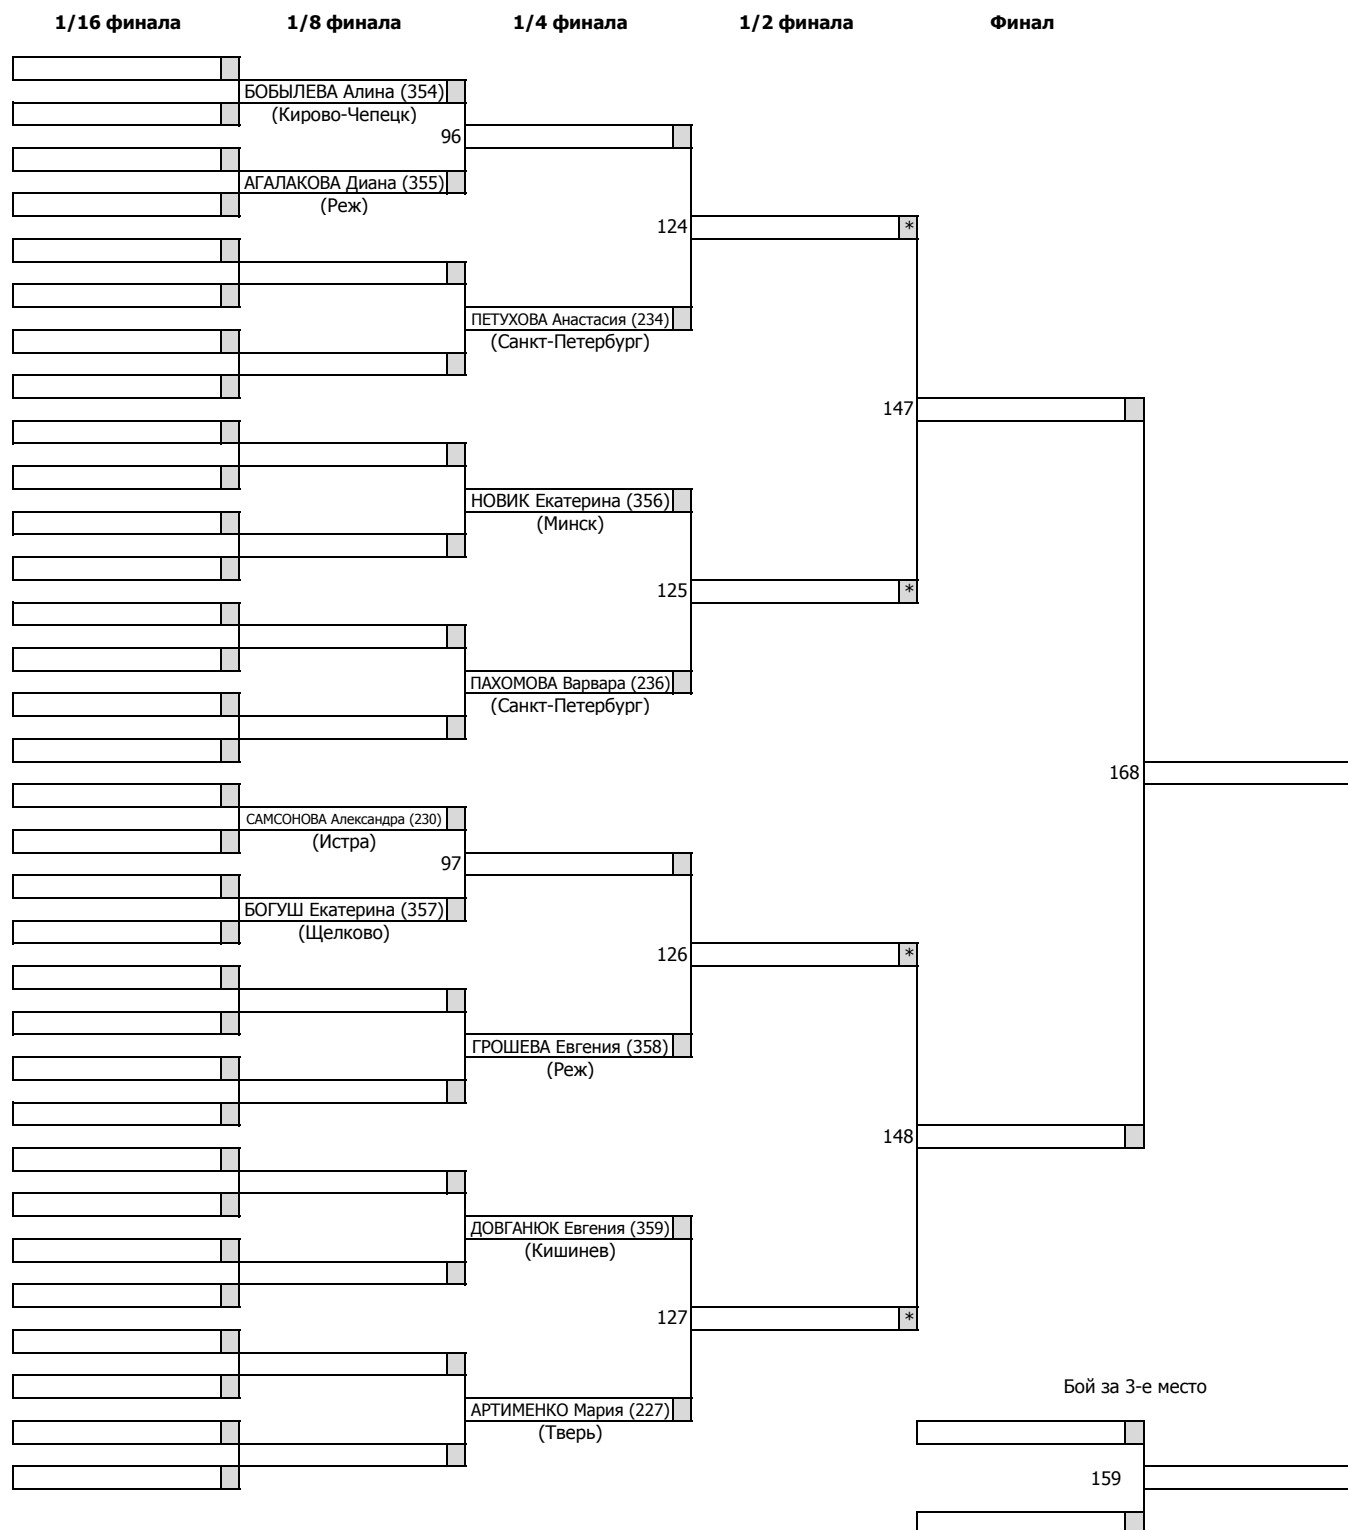 1/16 финала 1/8 финала 1/4 финала 1/2 финала Финал
БОБЫЛЕВА Алина (354)
(Кирово-Чепецк)
96
АГАЛАКОВА Диана (355)
(Реж)
124
*
ПЕТУХОВА Анастасия (234)
(Санкт-Петербург)
147
НОВИК Екатерина (356)
(Минск)
125
*
ПАХОМОВА Варвара (236)
(Санкт-Петербург)
168
САМСОНОВА Александра (230)
(Истра)
97
БОГУШ Екатерина (357)
(Щелково)
126
*
ГРОШЕВА Евгения (358)
(Реж)
148
ДОВГАНЮК Евгения (359)
(Кишинев)
127
*
Бой за 3-е место
АРТИМЕНКО Мария (227)
(Тверь)
159